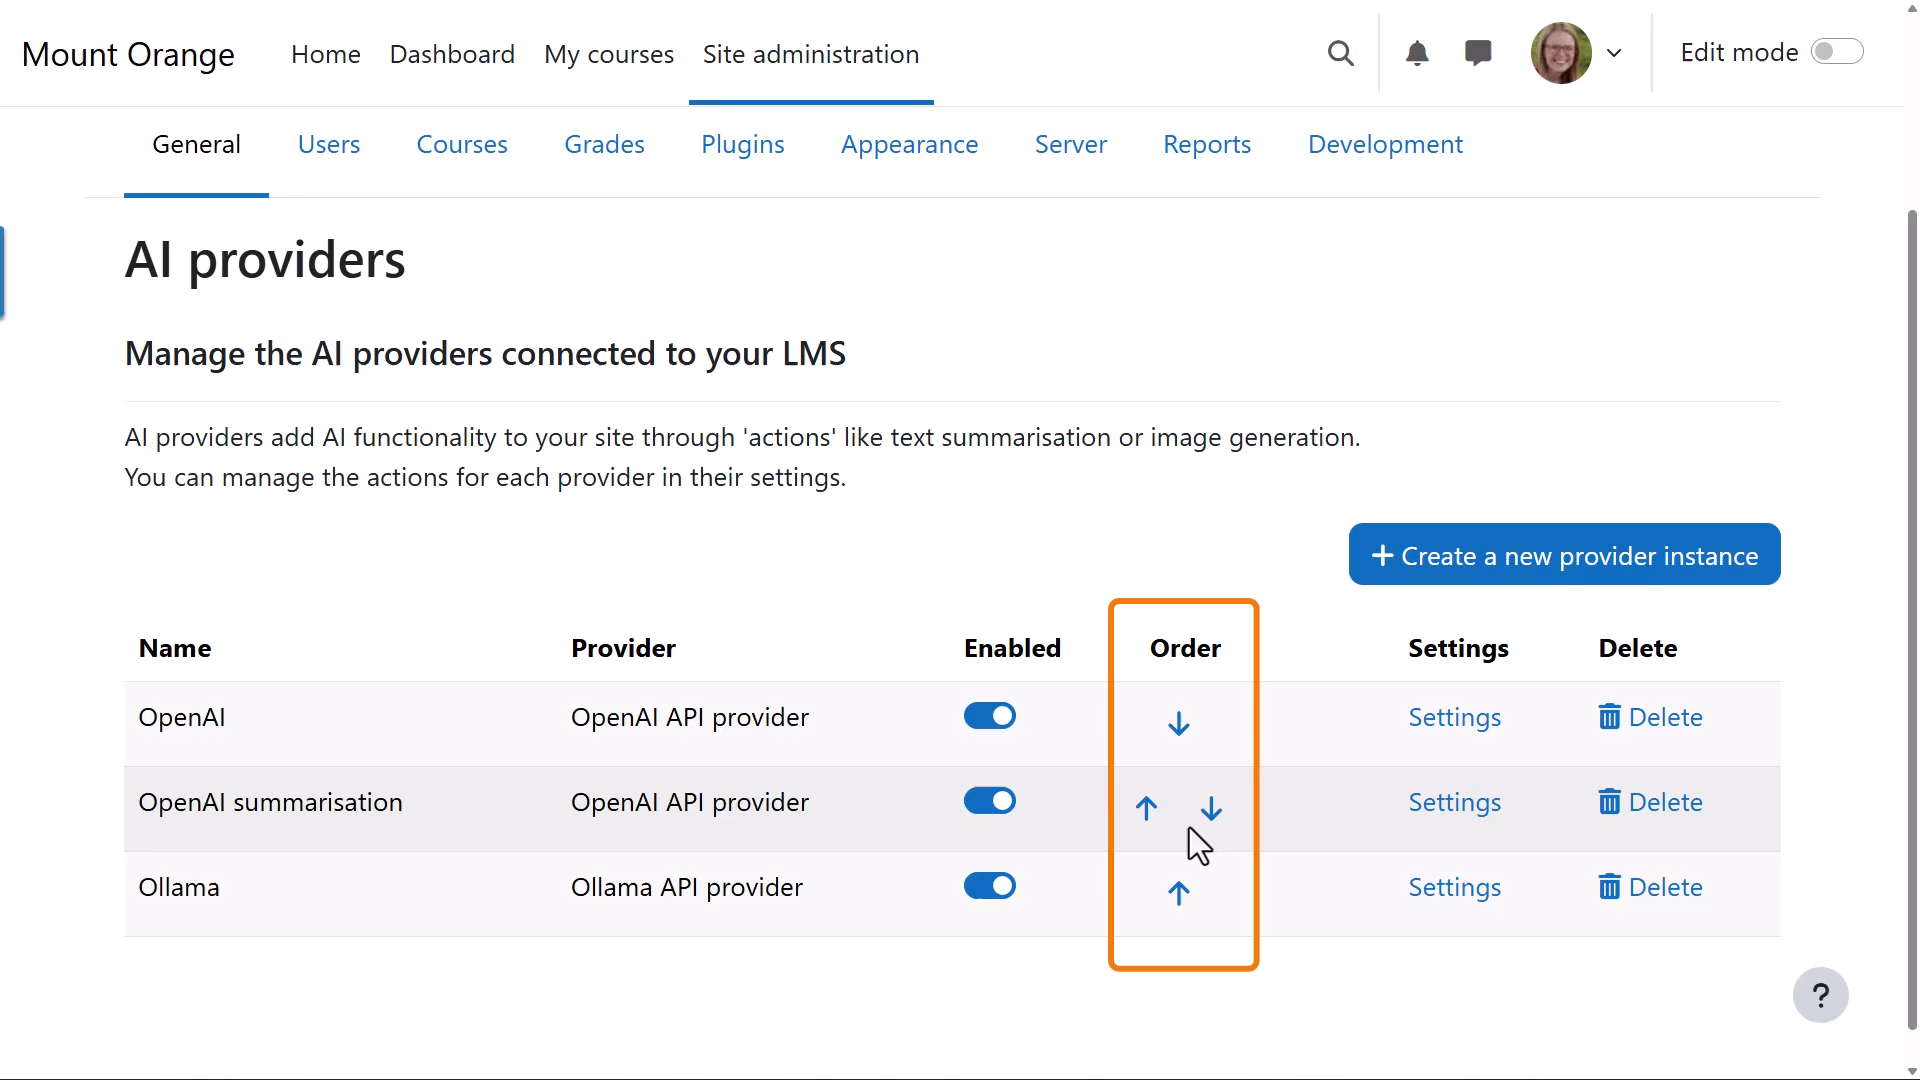 Mount Orange Home Dashboard My courses Site administration Edit mode
General Users Courses Grades Plugins Appearance Server Reports Development
AI providers
Manage the AI providers connected to your LMS
AI providers add AI functionality to your site through 'actions' like text summarisation or image generation.
You can manage the actions for each provider in their settings.
+ Create a new provider instance
Name Provider Enabled Order Settings Delete
OpenAI OpenAI API provider ↓ Settings Delete
OpenAI summarisation OpenAI API provider ↑ ↓ Settings Delete
Ollama Ollama API provider ↑ Settings Delete
?